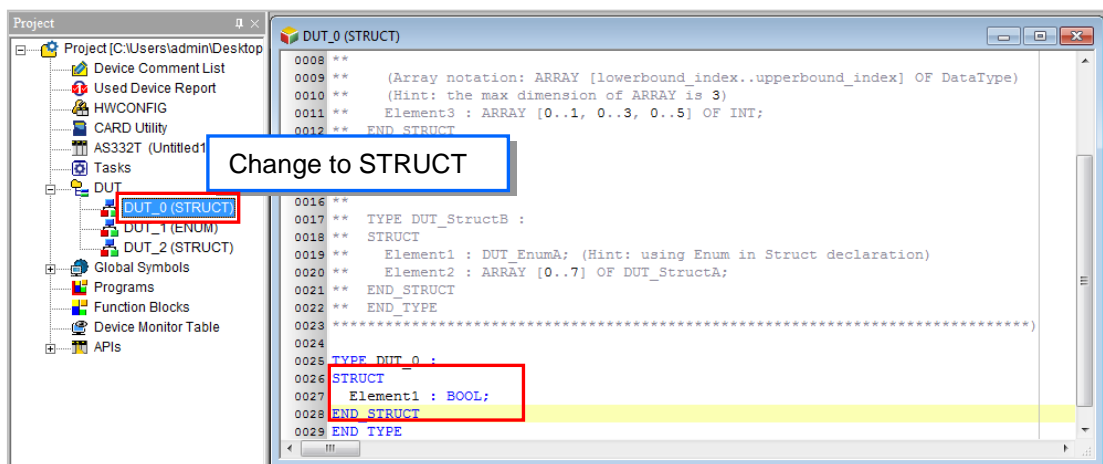 Project
Project [C:\Users\admin\Desktop
Device Comment List
Used Device Report
HWCONFIG
CARD Utility
AS332T (Untitled1
Tasks
DUT
DUT_0 (STRUCT)
DUT_1 (ENUM)
DUT_2 (STRUCT)
Global Symbols
Programs
Function Blocks
Device Monitor Table
APIs
Change to STRUCT
DUT_0 (STRUCT)
0008 **
0009 ** (Array notation: ARRAY [lowerbound_index..upperbound_index] OF DataType)
0010 ** (Hint: the max dimension of ARRAY is 3)
0011 ** Element3 : ARRAY [0..1, 0..3, 0..5] OF INT;
0012 ** END_STRUCT
0016 **
0017 ** TYPE DUT_StructB :
0018 ** STRUCT
0019 ** Element1 : DUT_EnumA; (Hint: using Enum in Struct declaration)
0020 ** Element2 : ARRAY [0..7] OF DUT_StructA;
0021 ** END_STRUCT
0022 ** END_TYPE
0023 *******************************************************************************)
0024
0025 TYPE DUT_0 :
0026 STRUCT
0027 Element1 : BOOL;
0028 END_STRUCT
0029 END_TYPE